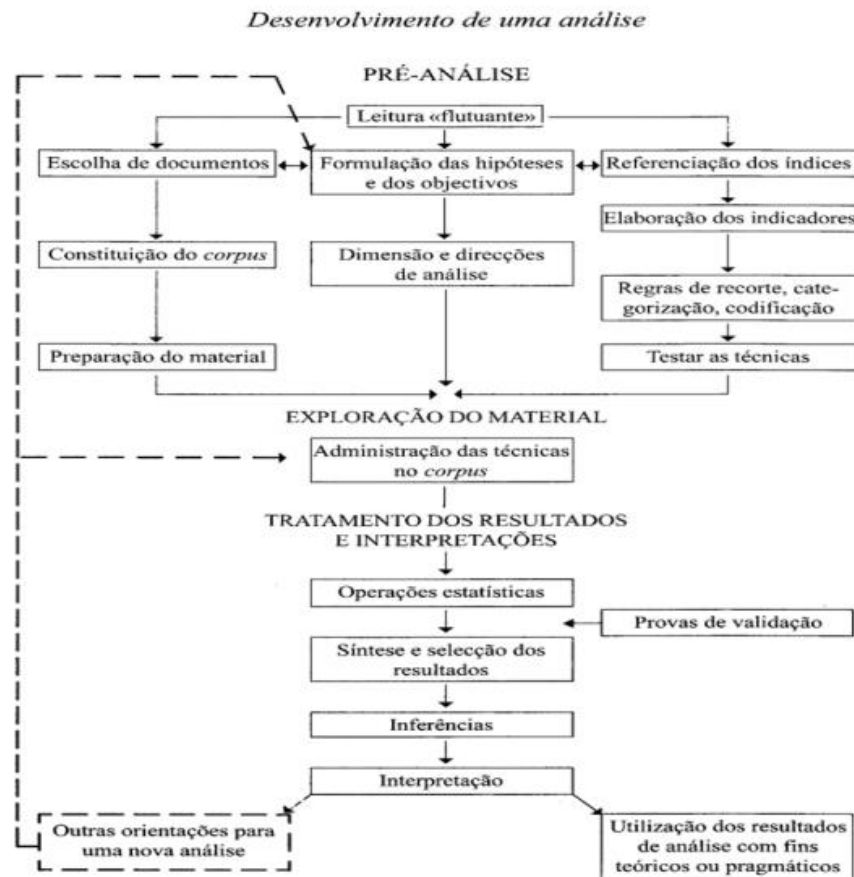 Desenvolvimento de uma análise
PRÉ-ANÁLISE
Leitura «flutuante»
Escolha de documentos
Formulação das hipóteses
e dos objectivos
Referenciação dos índices
Elaboração dos indicadores
Constituição do corpus
Dimensão e direcções
de análise
Regras de recorte, cate-
gorização, codificação
Preparação do material
Testar as técnicas
EXPLORAÇÃO DO MATERIAL
Administração das técnicas
no corpus
TRATAMENTO DOS RESULTADOS
E INTERPRETAÇÕES
Operações estatísticas
Provas de validação
Síntese e selecção dos
resultados
Inferências
Interpretação
Outras orientações para
uma nova análise
Utilização dos resultados
de análise com fins
teóricos ou pragmáticos